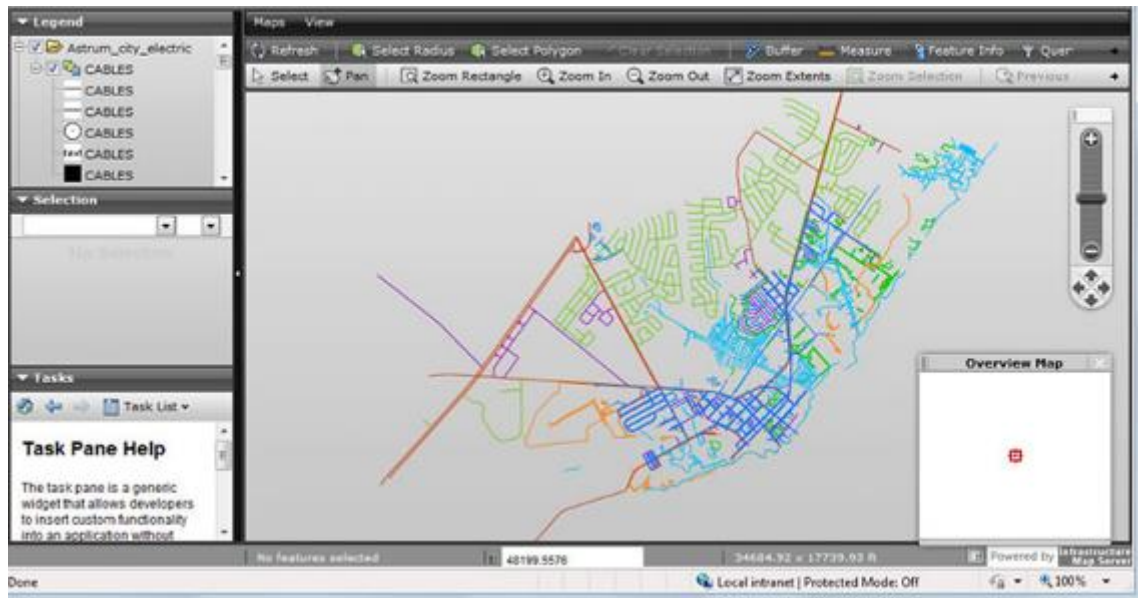 Legend
Astrum_city_electric
CABLES
CABLES
CABLES
CABLES
text CABLES
CABLES
Selection
No Selection
Tasks
Task List
Task Pane Help
The task pane is a generic
widget that allows developers
to insert custom functionality
into an application without
Maps View
Refresh Select Radius Select Polygon Clear Selection Buffer Measure Feature Info Quer
Select Pan Zoom Rectangle Zoom In Zoom Out Zoom Extents Zoom Selection Previous
Overview Map
No features selected 1: 48199.5576 34684.92 x 17739.03 ft Powered by Infrastructure
Map Server
Done Local intranet | Protected Mode: Off 100%